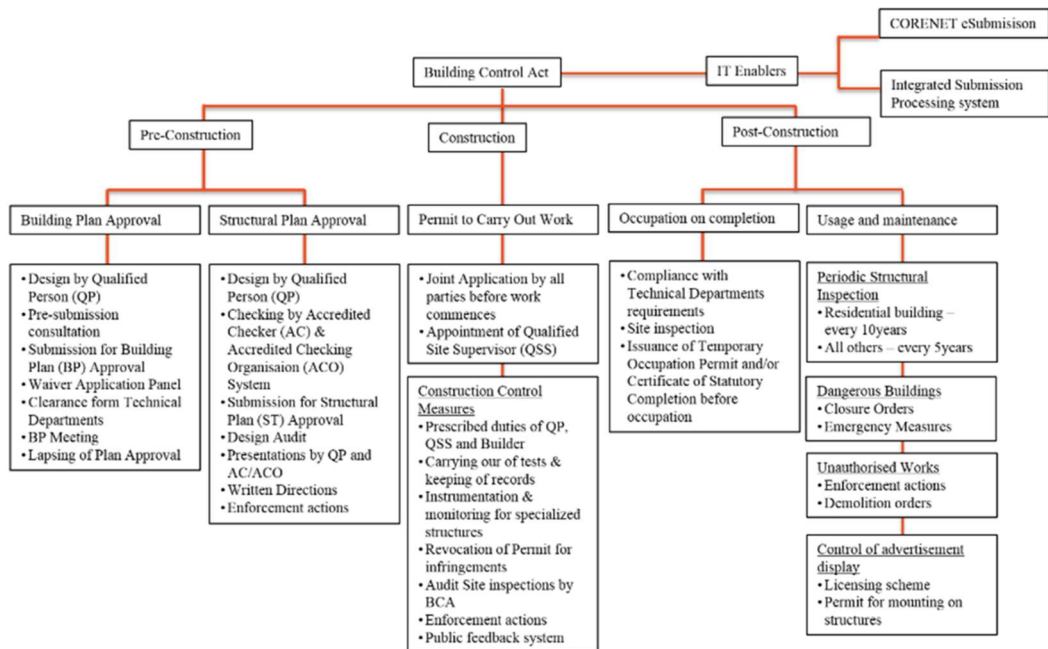 CORENET eSubmisison
Building Control Act
IT Enablers
Integrated Submission
Processing system
Pre-Construction
Construction
Post-Construction
Building Plan Approval
Structural Plan Approval
Permit to Carry Out Work
Occupation on completion
Usage and maintenance
• Design by Qualified
Person (QP)
• Pre-submission
consultation
• Submission for Building
Plan (BP) Approval
• Waiver Application Panel
• Clearance form Technical
Departments
• BP Meeting
• Lapsing of Plan Approval
• Design by Qualified
Person (QP)
• Checking by Accredited
Checker (AC) &
Accredited Checking
Organisaion (ACO)
System
• Submission for Structural
Plan (ST) Approval
• Design Audit
• Presentations by QP and
AC/ACO
• Written Directions
• Enforcement actions
• Joint Application by all
parties before work
commences
• Appointment of Qualified
Site Supervisor (QSS)
Construction Control
Measures
• Prescribed duties of QP,
QSS and Builder
• Carrying our of tests &
keeping of records
• Instrumentation &
monitoring for specialized
structures
• Revocation of Permit for
infringements
• Audit Site inspections by
BCA
• Enforcement actions
• Public feedback system
• Compliance with
Technical Departments
requirements
• Site inspection
• Issuance of Temporary
Occupation Permit and/or
Certificate of Statutory
Completion before
occupation
Periodic Structural
Inspection
• Residential building –
every 10years
• All others – every 5years
Dangerous Buildings
• Closure Orders
• Emergency Measures
Unauthorised Works
• Enforcement actions
• Demolition orders
Control of advertisement
display
• Licensing scheme
• Permit for mounting on
structures